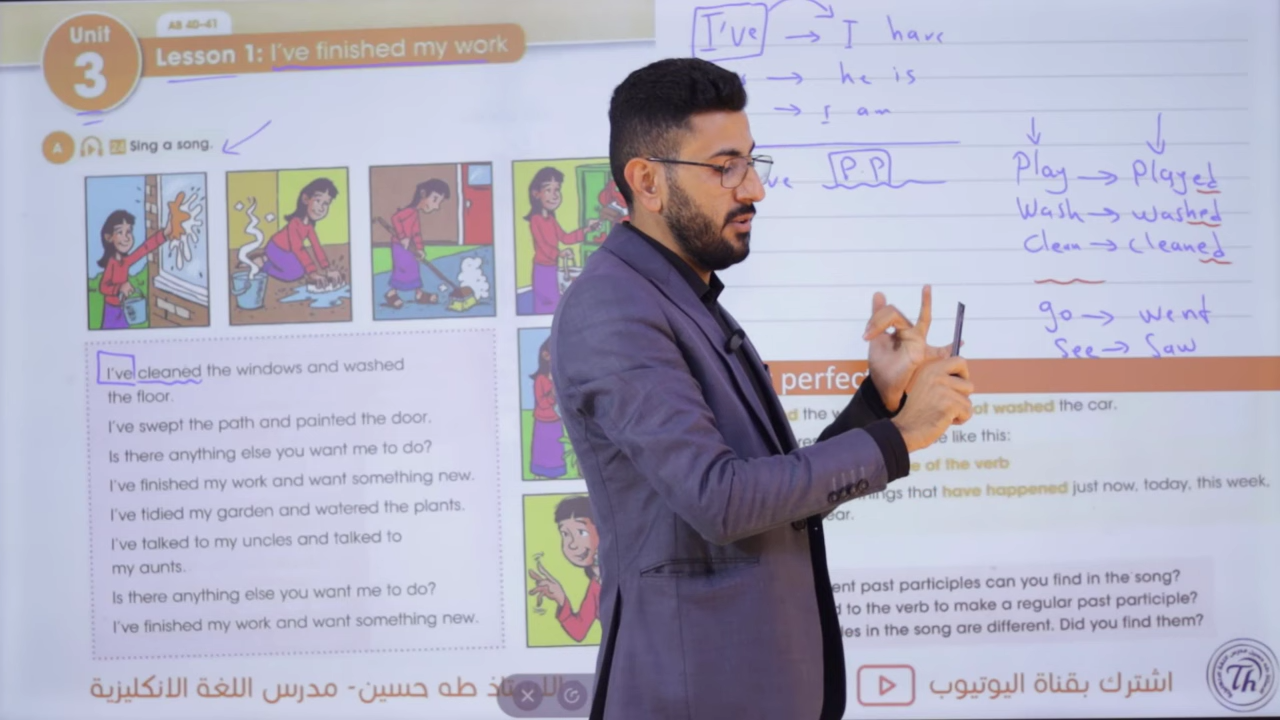 Unit
3
AB 40–41
Lesson 1: I've finished my work
A 24 Sing a song.
I've cleaned the windows and washed
the floor.
I've swept the path and painted the door.
Is there anything else you want me to do?
I've finished my work and want something new.
I've tidied my garden and watered the plants.
I've talked to my uncles and talked to
my aunts.
Is there anything else you want me to do?
I've finished my work and want something new.
I've → I have
→ he is
→ I am
ve P.P
Play → Played
Wash → washed
Clean → cleaned
go → went
See → Saw
perfect
d the w ot washed the car.
e like this:
e of the verb
ings that have happened just now, today, this week,
ear.
ent past participles can you find in the song?
d to the verb to make a regular past participle?
les in the song are different. Did you find them?
طه حسين- مدرس اللغة الانكليزية
اشترك بقناة اليوتيوب
Th